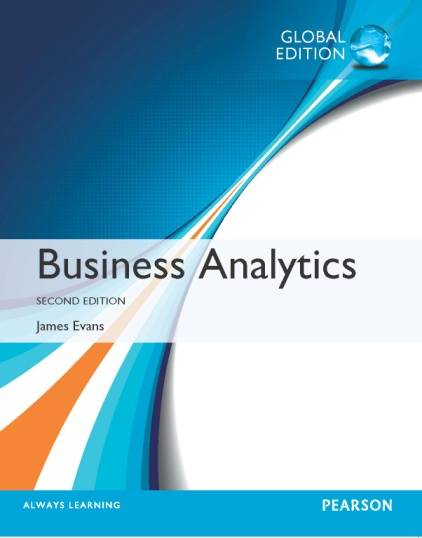 GLOBAL
EDITION
Business Analytics
SECOND EDITION
James Evans
ALWAYS LEARNING
PEARSON